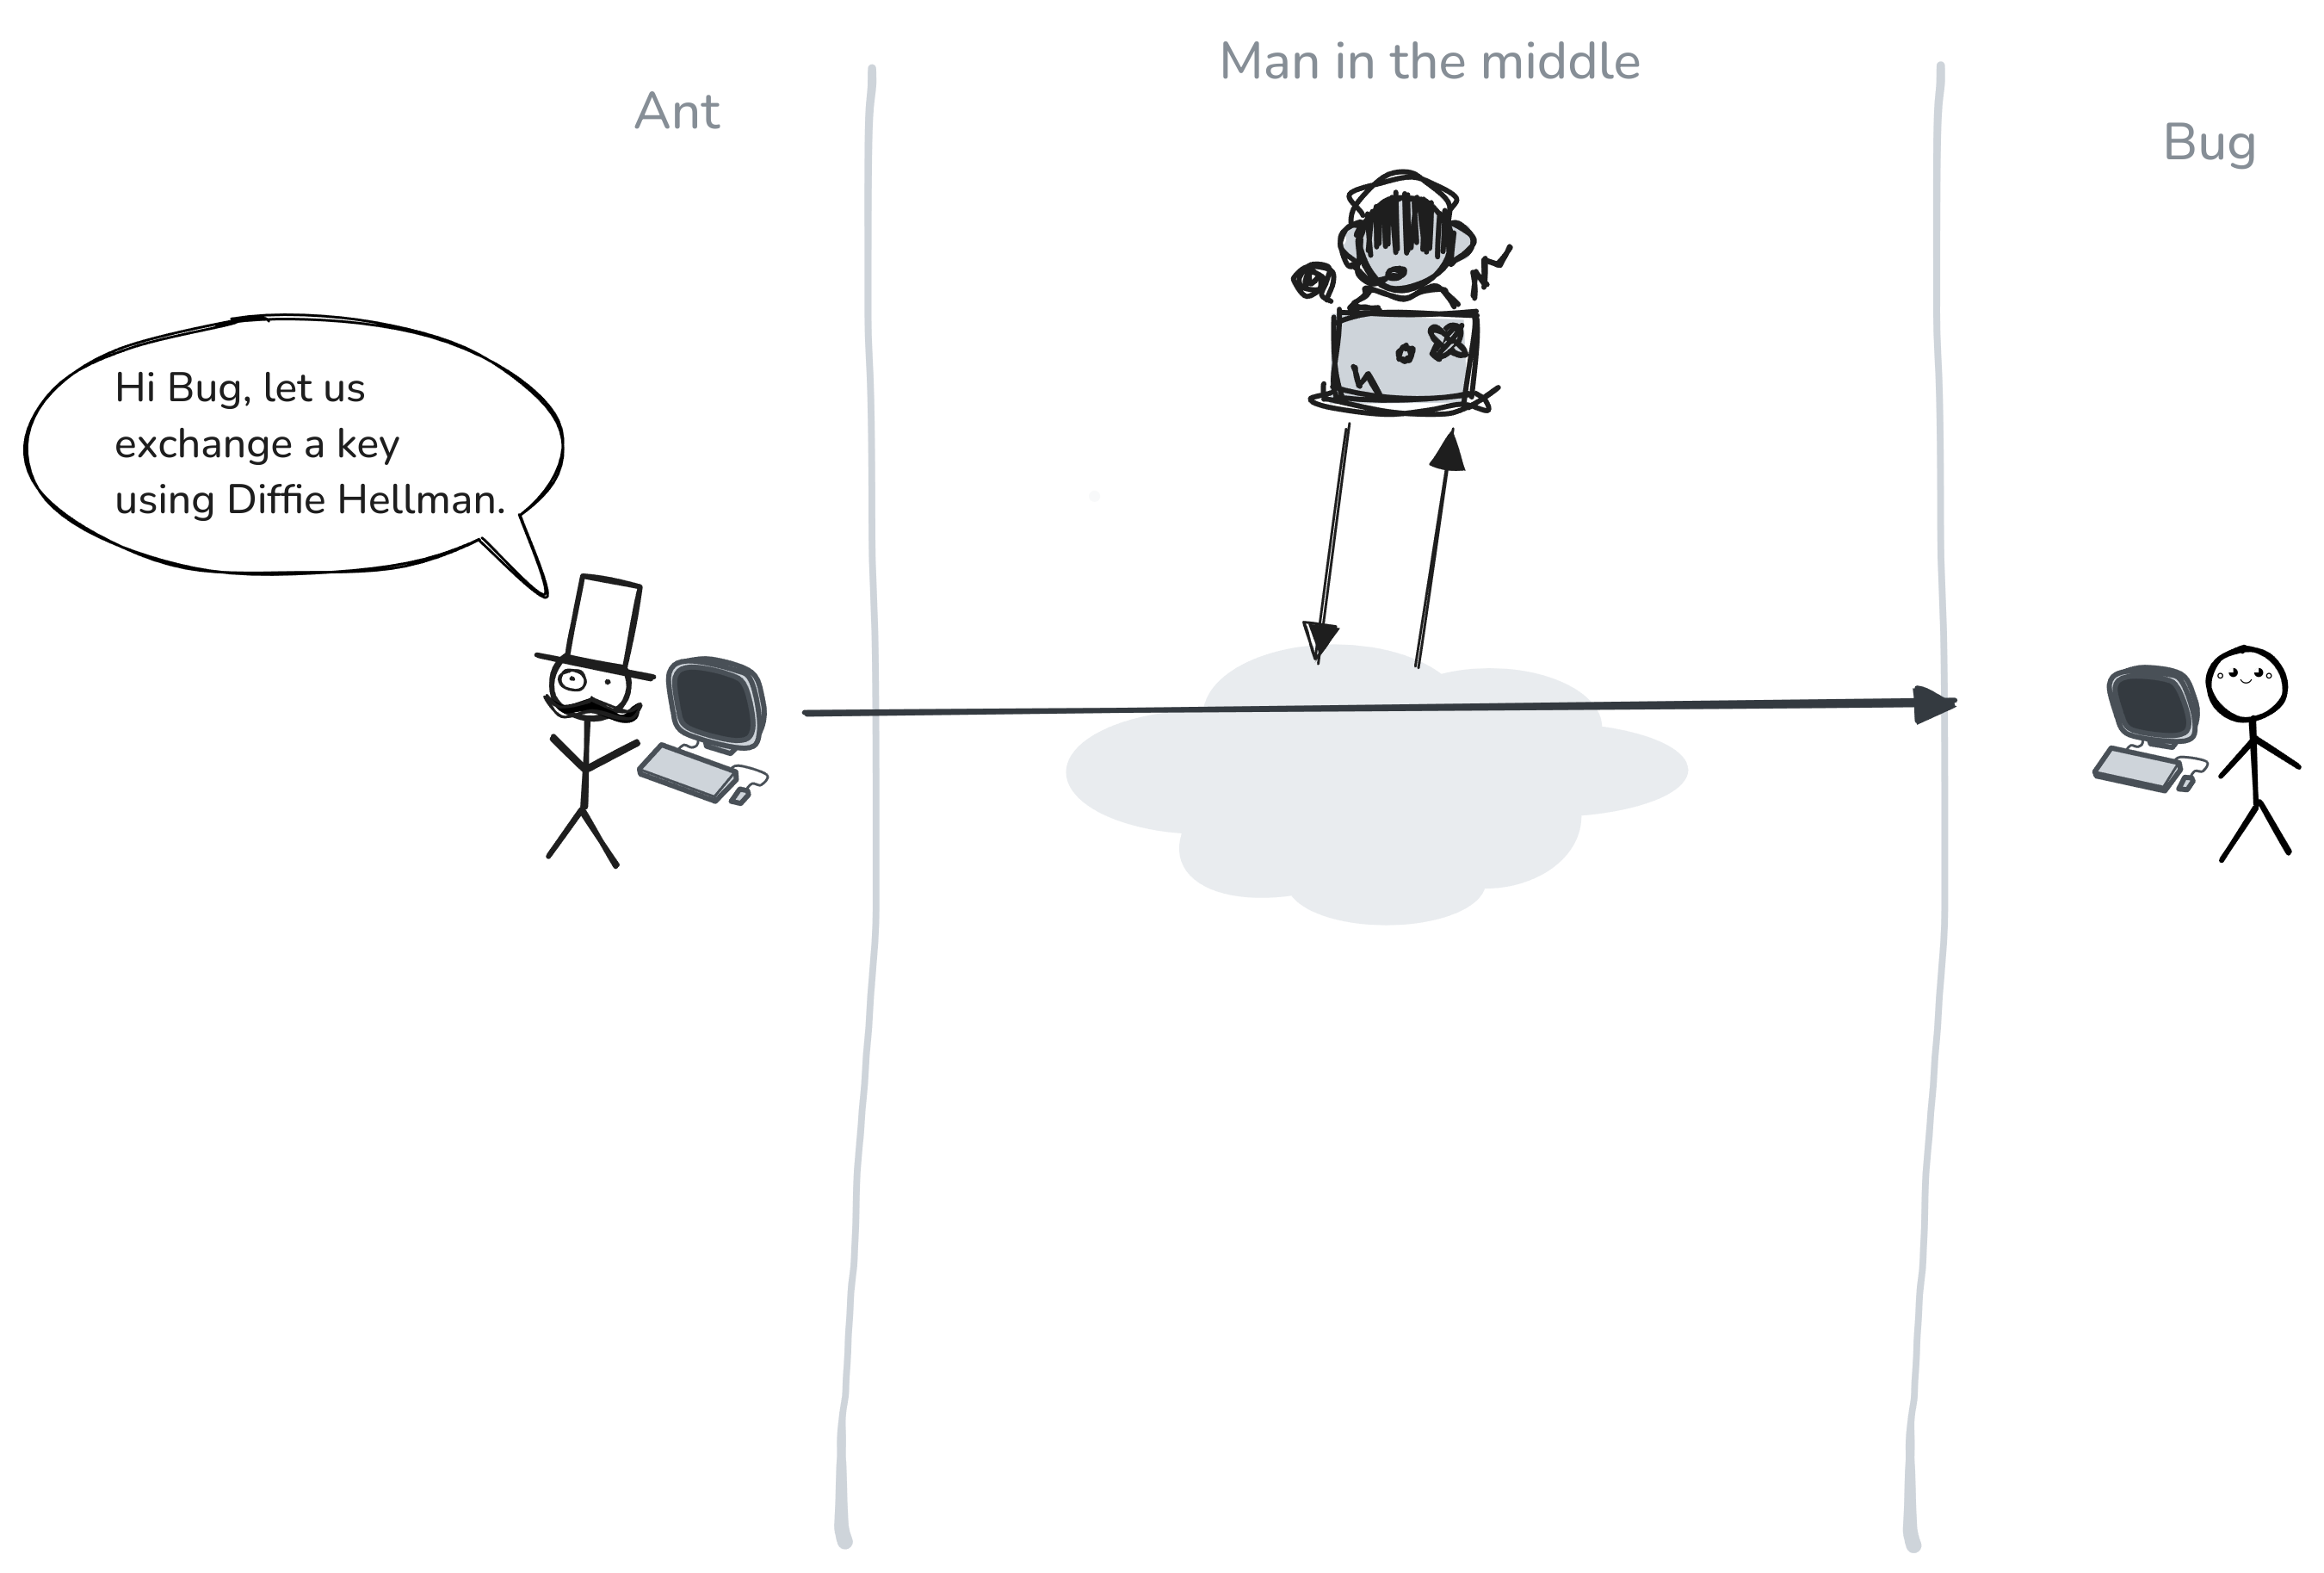 Man in the middle
Ant
Bug
Hi Bug, let us
exchange a key
using Diffie Hellman.